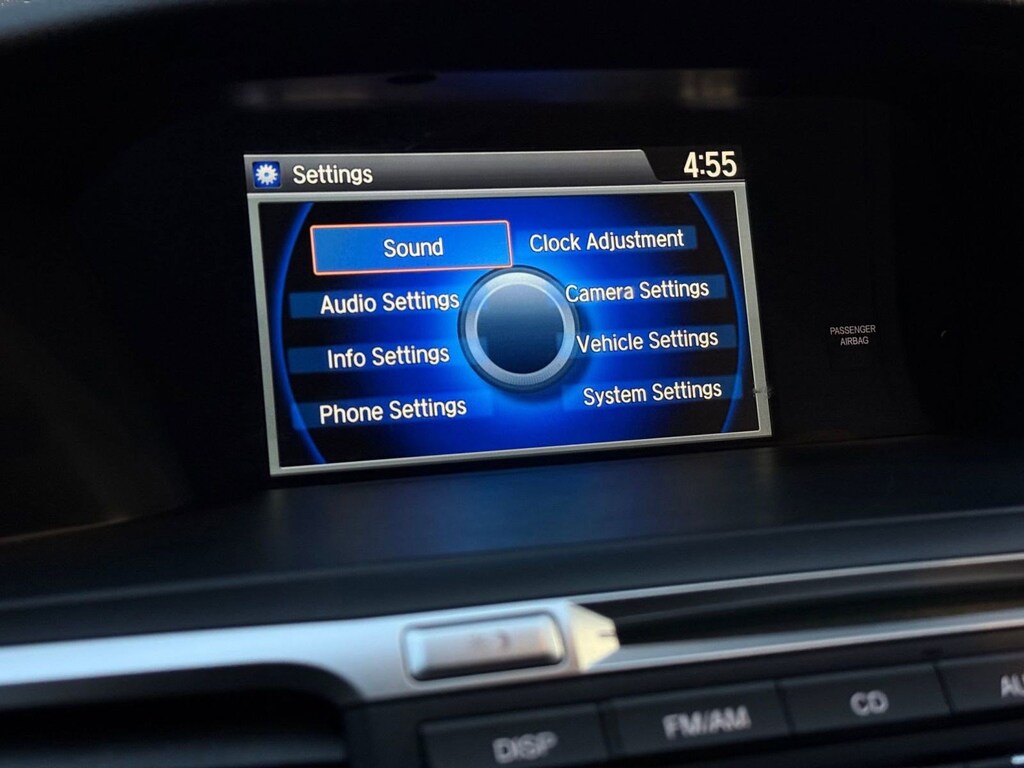 Settings
4:55
Sound
Clock Adjustment
Audio Settings
Camera Settings
Info Settings
Vehicle Settings
Phone Settings
System Settings
PASSENGER
AIRBAG
DISP
FM/AM
CD